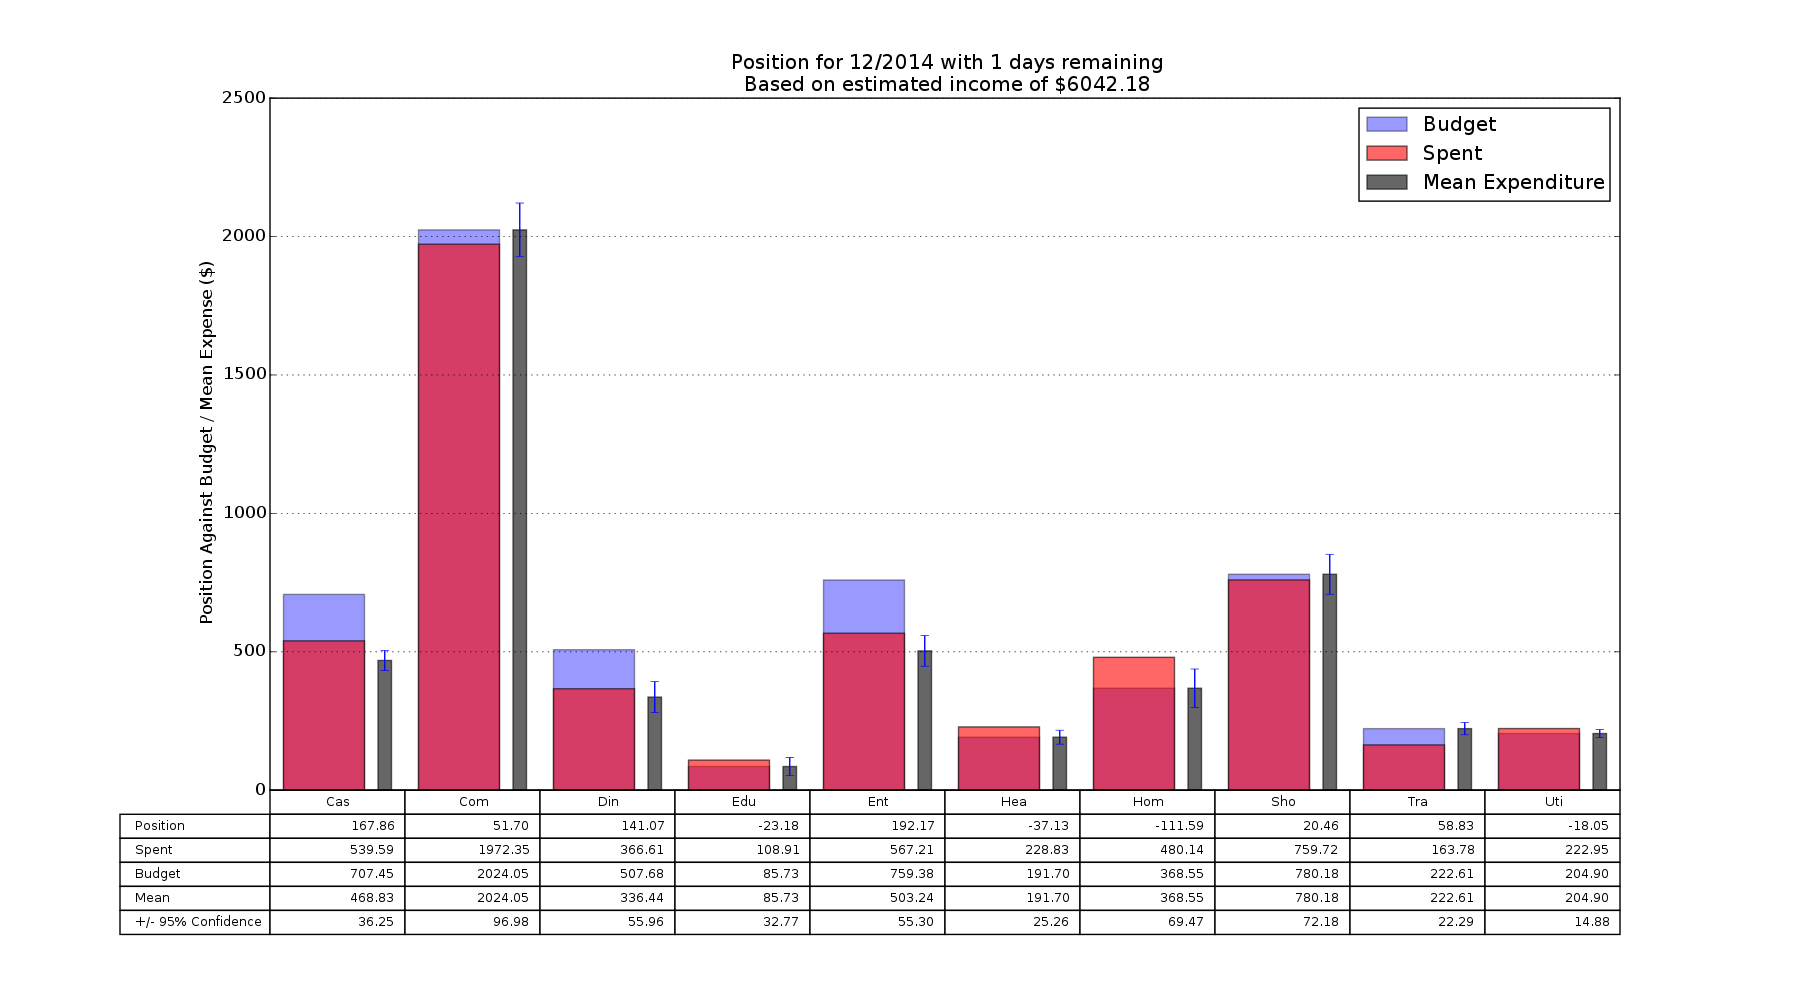 Position for 12/2014 with 1 days remaining
Based on estimated income of $6042.18
2500
2000
1500
1000
500
0
Position Against Budget / Mean Expense ($)
Budget
Spent
Mean Expenditure
Cas Com Din Edu Ent Hea Hom Sho Tra Uti
Position 167.86 51.70 141.07 -23.18 192.17 -37.13 -111.59 20.46 58.83 -18.05
Spent 539.59 1972.35 366.61 108.91 567.21 228.83 480.14 759.72 163.78 222.95
Budget 707.45 2024.05 507.68 85.73 759.38 191.70 368.55 780.18 222.61 204.90
Mean 468.83 2024.05 336.44 85.73 503.24 191.70 368.55 780.18 222.61 204.90
+/- 95% Confidence 36.25 96.98 55.96 32.77 55.30 25.26 69.47 72.18 22.29 14.88